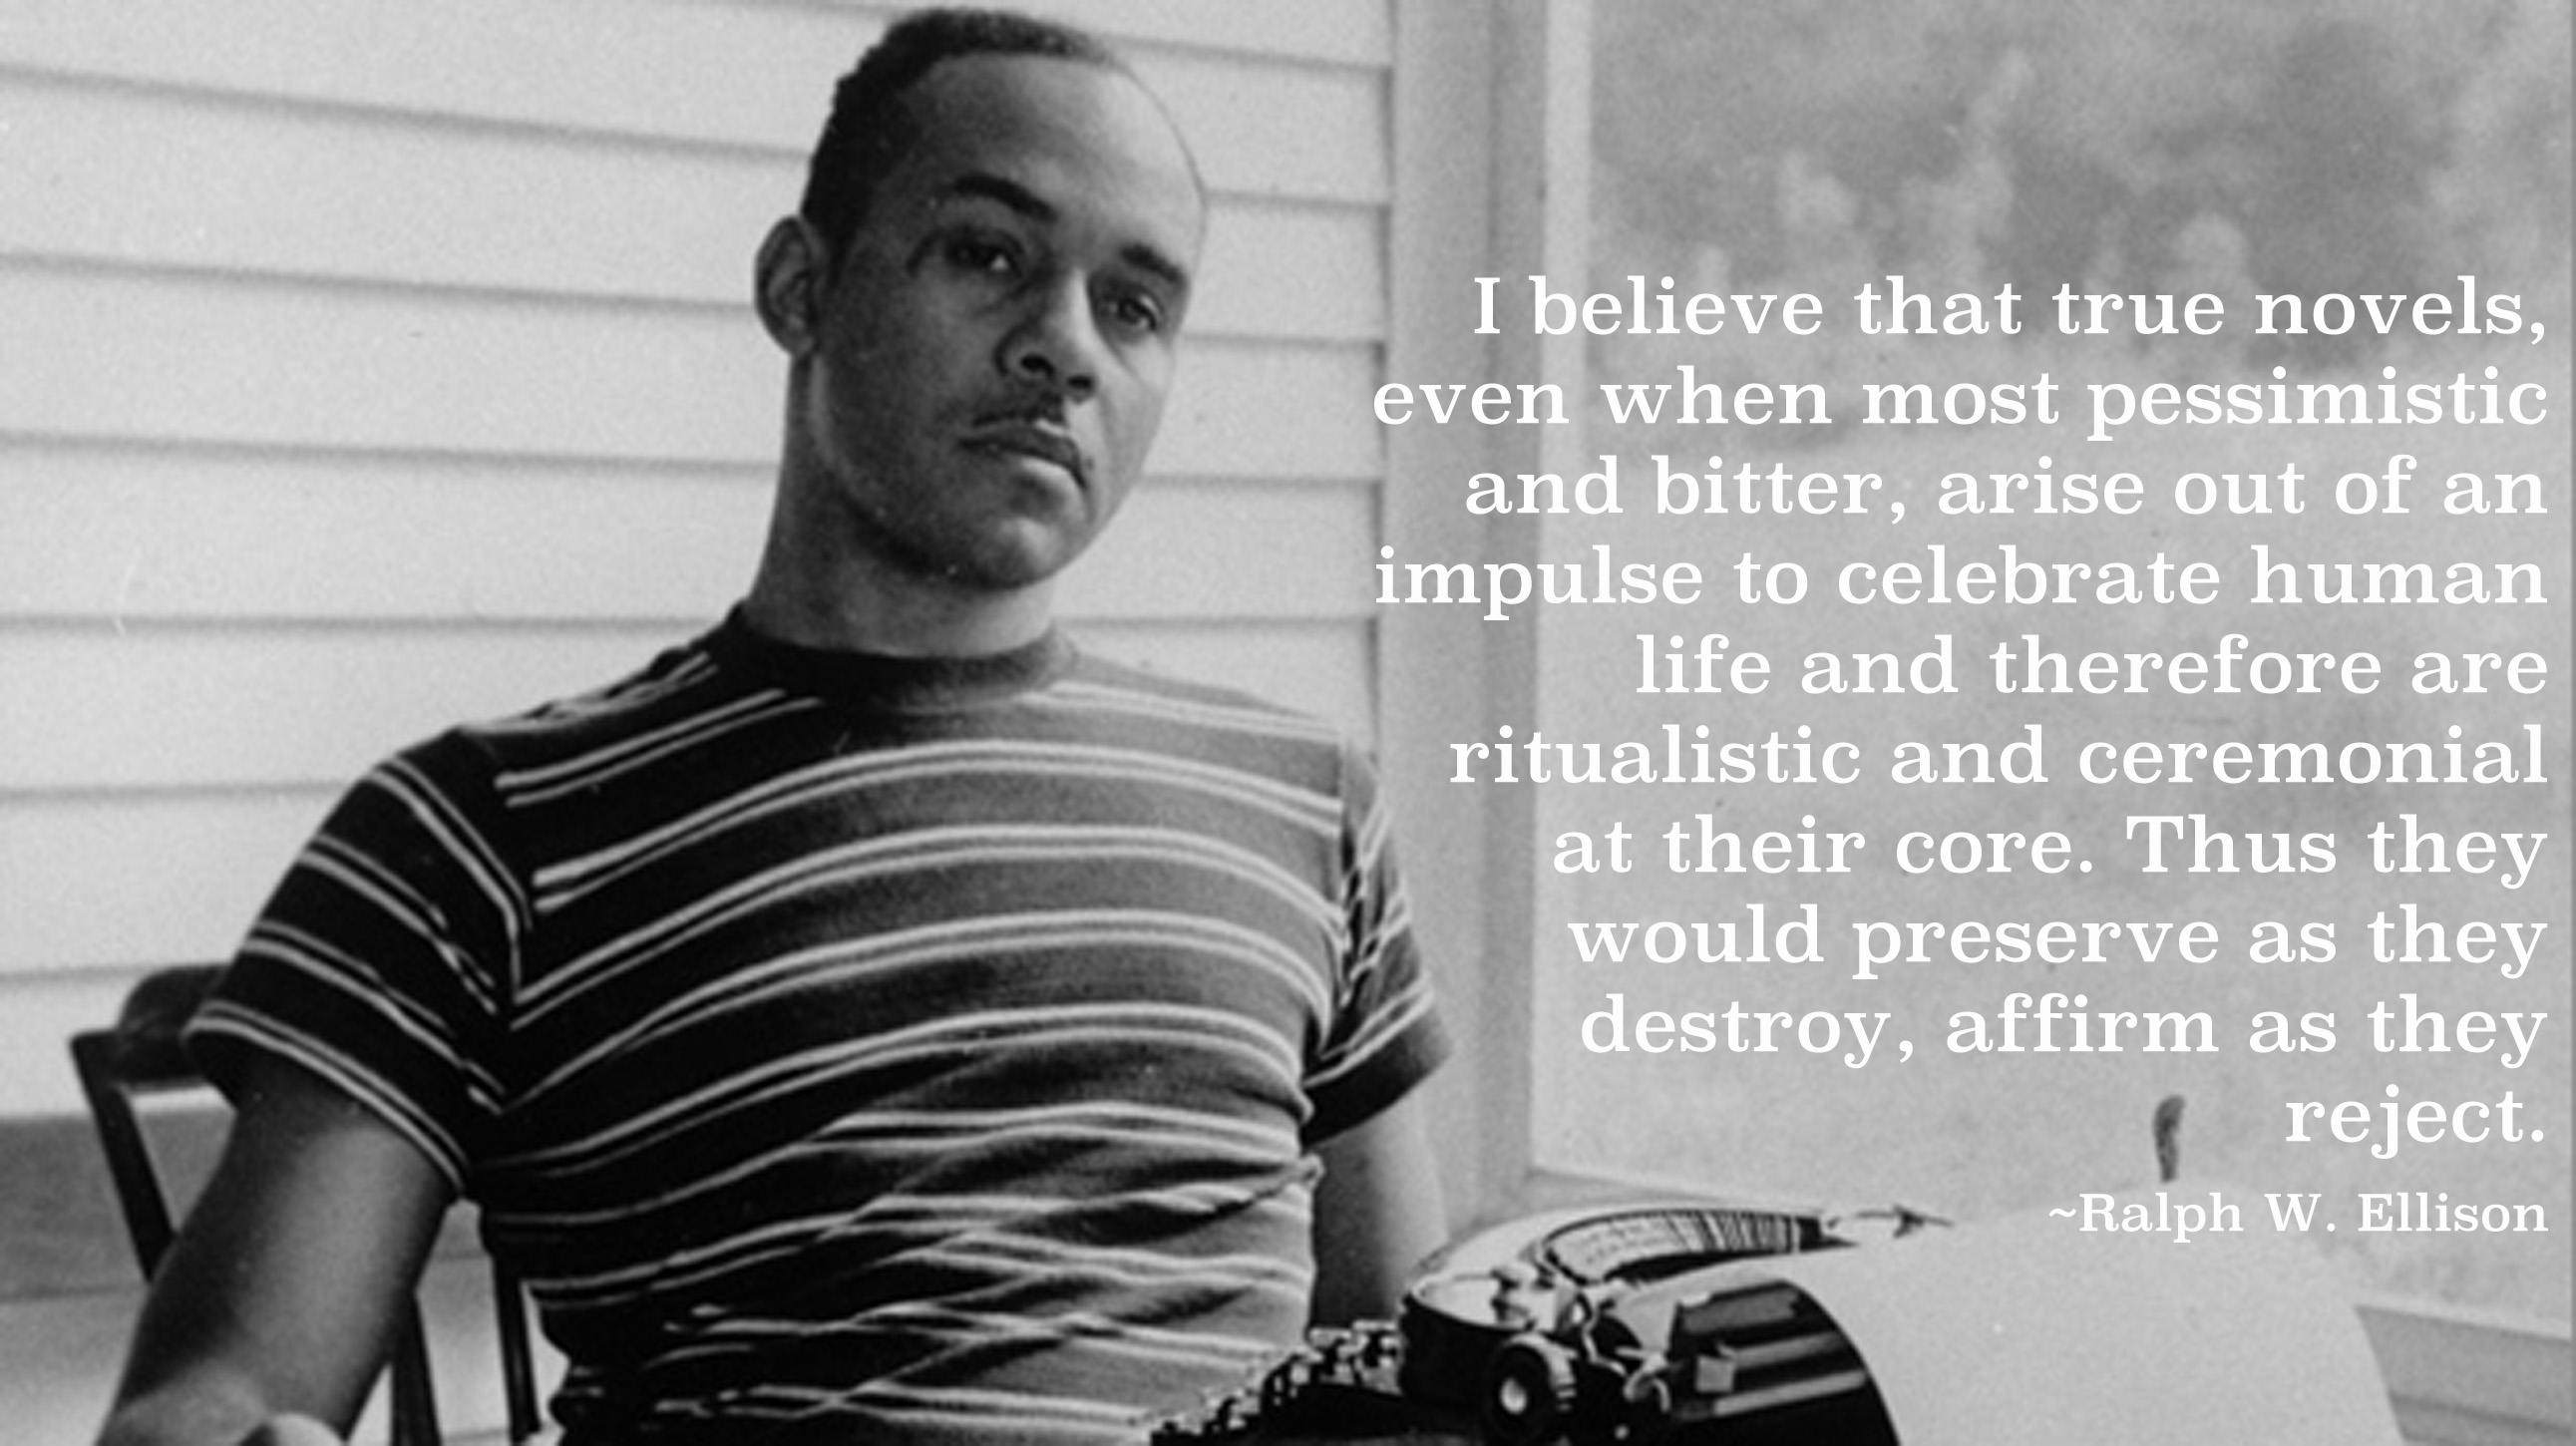 I believe that true novels,
even when most pessimistic
and bitter, arise out of an
impulse to celebrate human
life and therefore are
ritualistic and ceremonial
at their core. Thus they
would preserve as they
destroy, affirm as they
reject.
~Ralph W. Ellison